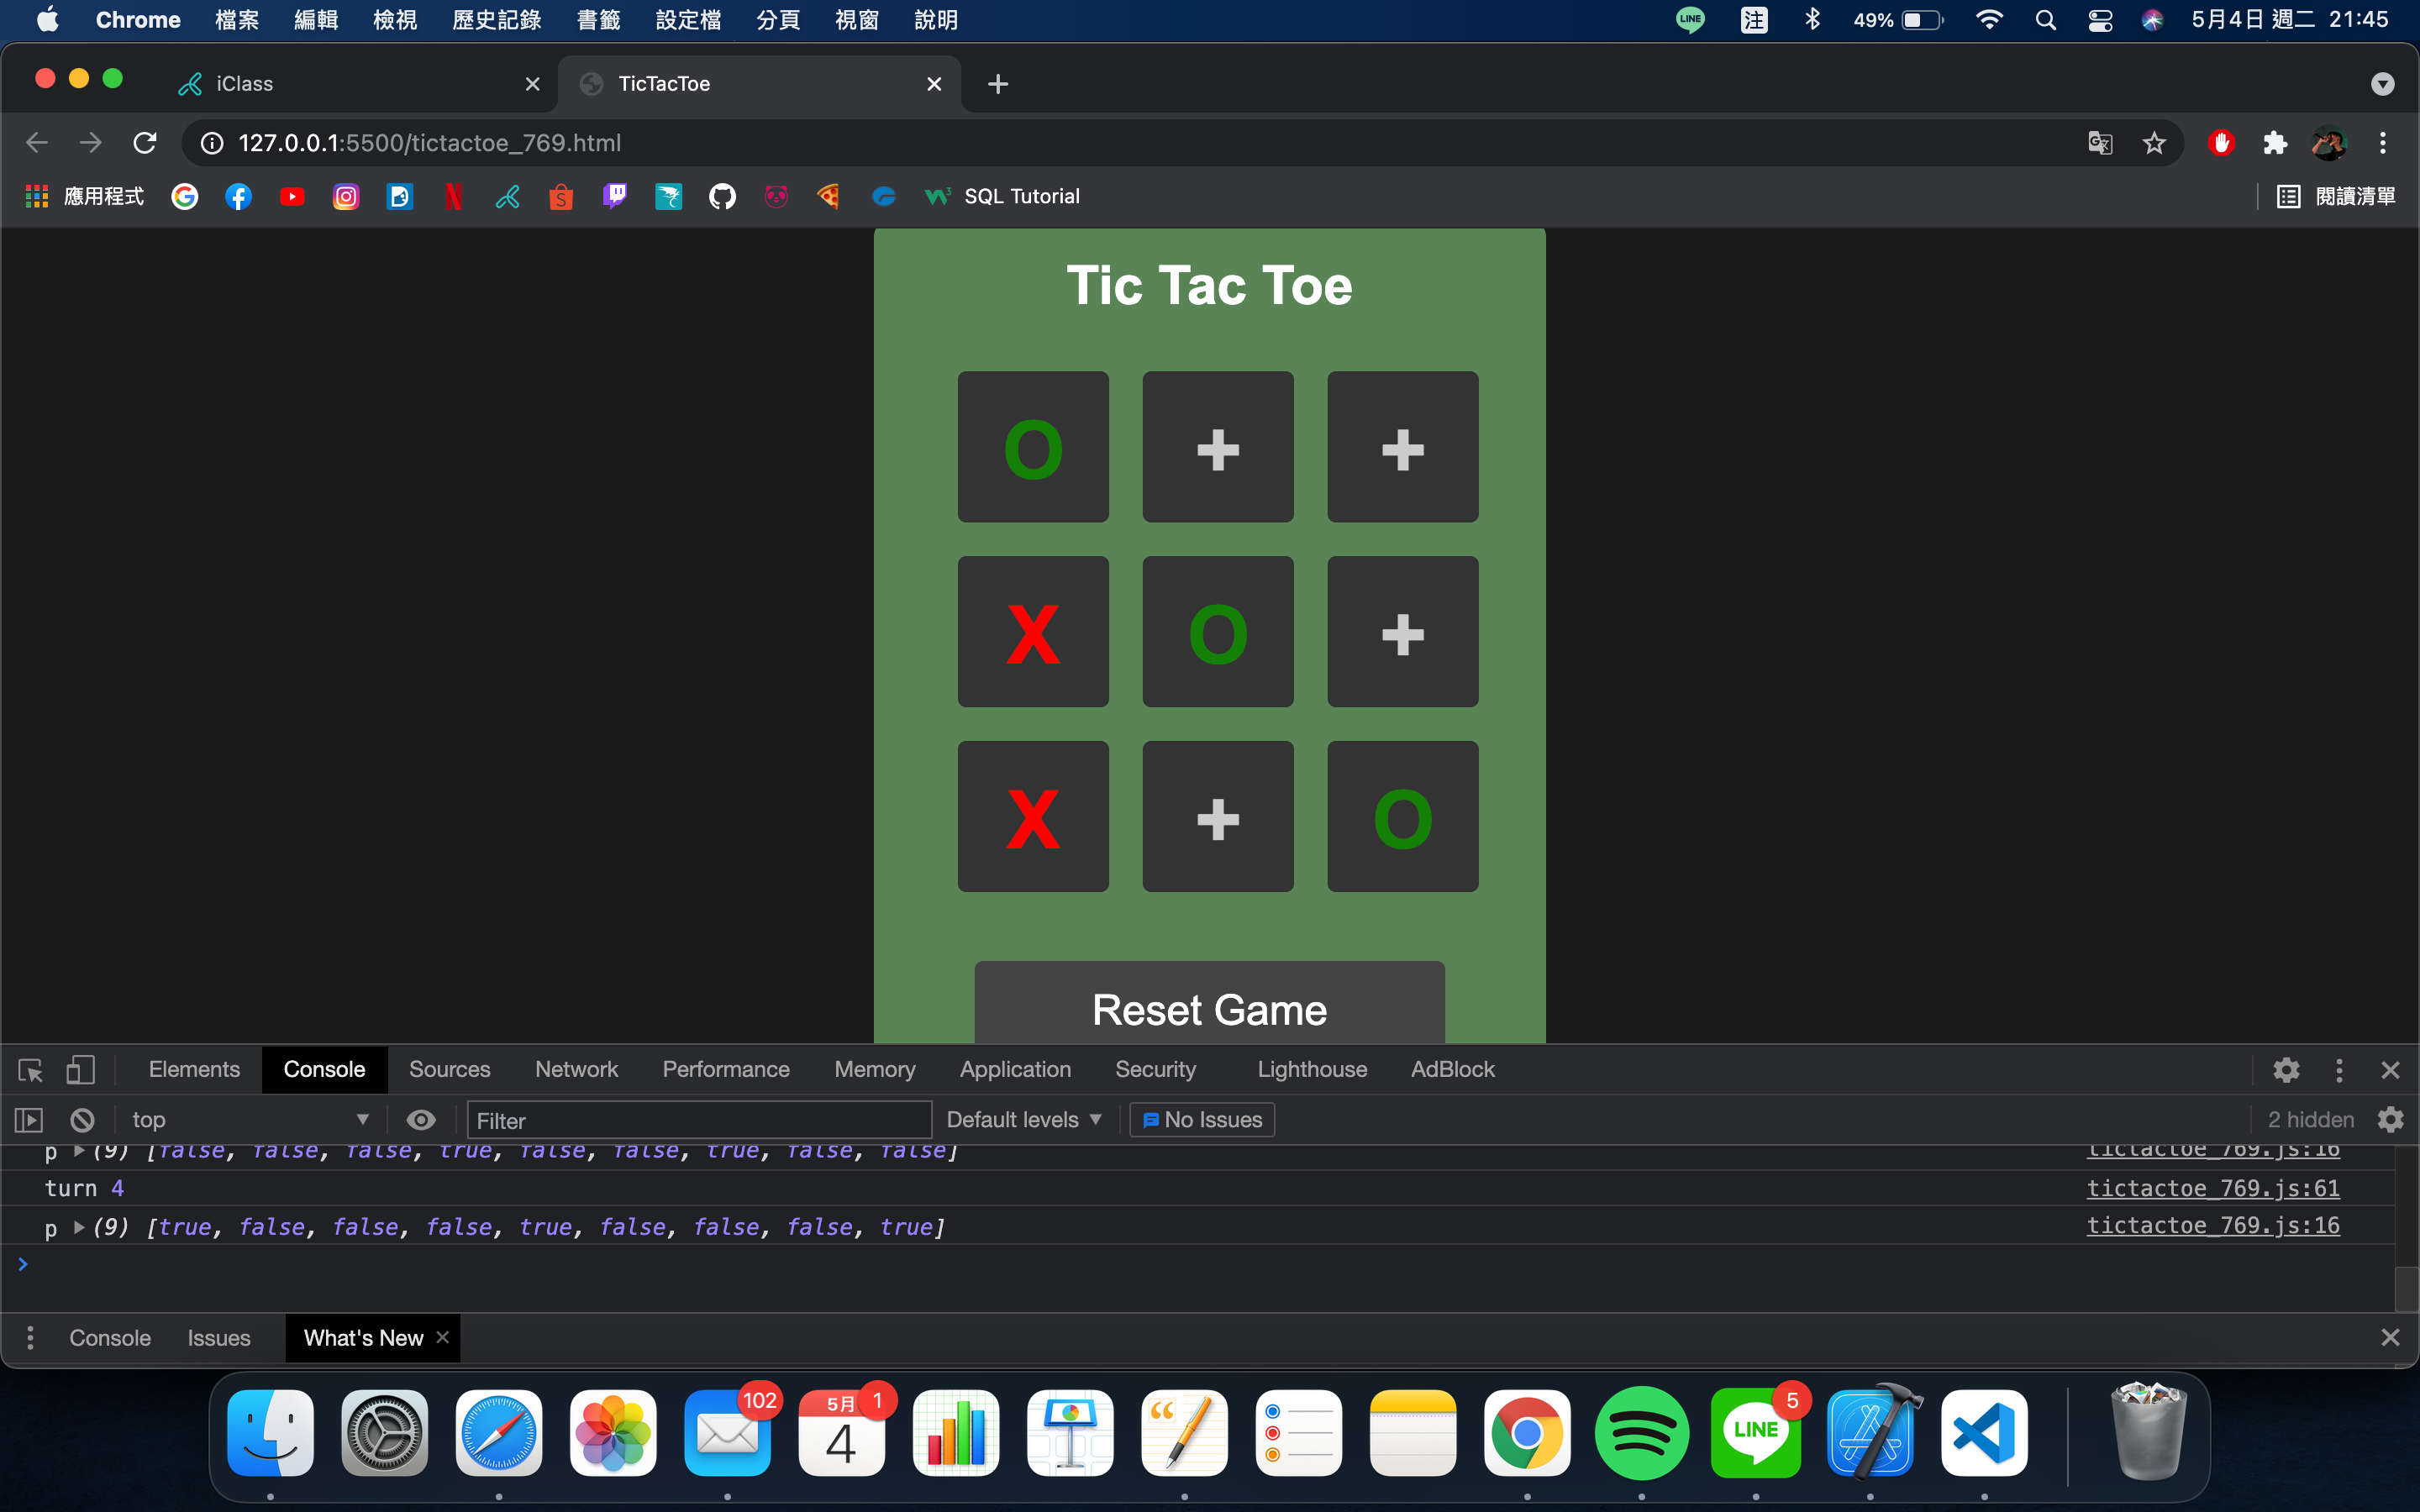 Chrome 檔案 編輯 檢視 歷史記錄 書籤 設定檔 分頁 視窗 說明 LINE 注 49% 5月4日 週二 21:45
iClass TicTacToe
127.0.0.1:5500/tictactoe_769.html
應用程式 SQL Tutorial 閱讀清單
Tic Tac Toe
O + +
X O +
X + O
Reset Game
Elements Console Sources Network Performance Memory Application Security Lighthouse AdBlock
top Filter Default levels No Issues 2 hidden
p (9) [false, false, false, true, false, false, true, false, false] tictactoe_769.js:16
turn 4 tictactoe_769.js:61
p (9) [true, false, false, false, true, false, false, false, true] tictactoe_769.js:16
Console Issues What's New
102 5月 4 1 LINE 5